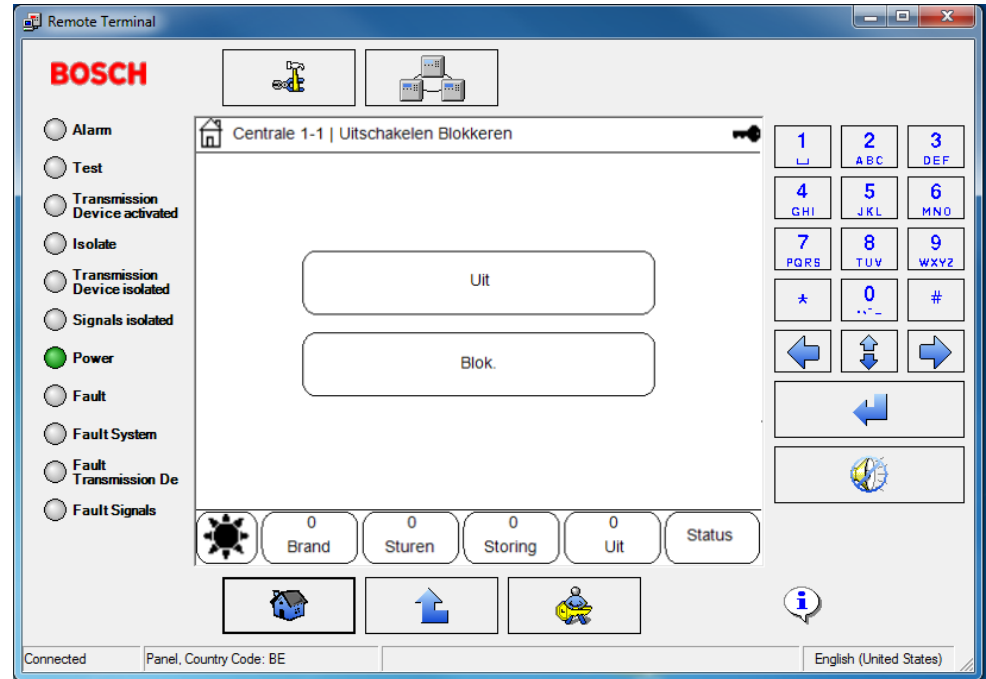 Remote Terminal
BOSCH
Alarm
Test
Transmission
Device activated
Isolate
Transmission
Device isolated
Signals isolated
Power
Fault
Fault System
Fault
Transmission De
Fault Signals
Centrale 1-1 | Uitschakelen Blokkeren
Uit
Blok.
0
Brand
0
Sturen
0
Storing
0
Uit
Status
1
2
ABC
3
DEF
4
GHI
5
JKL
6
MNO
7
PQRS
8
TUV
9
WXYZ
*
0
#
Connected
Panel, Country Code: BE
English (United States)